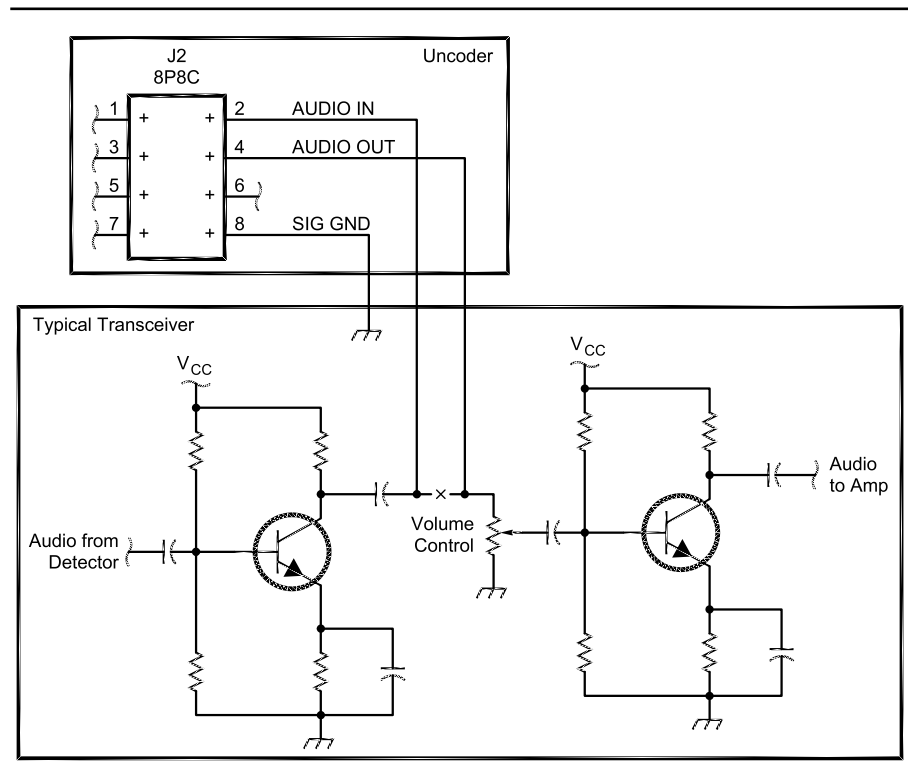 J2
8P8C
Uncoder
1
2
AUDIO IN
3
4
AUDIO OUT
5
6
7
8
SIG GND
Typical Transceiver
VCC
VCC
Audio
to Amp
Volume
Control
Audio from
Detector